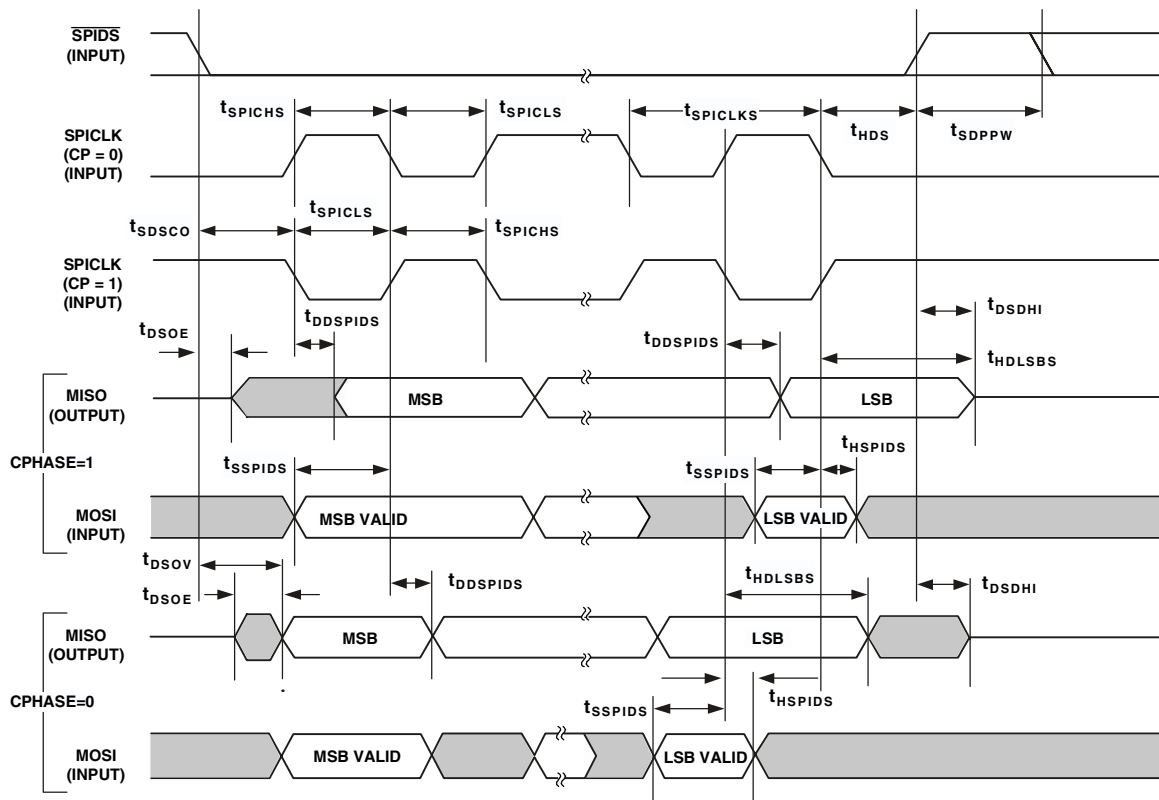 SPIDS
(INPUT)
tSPICHS
tSPICLS
tSPICLKS
tHDS
tSDPPW
SPICLK
(CP = 0)
(INPUT)
tSDSCO
tSPICLS
tSPICHS
SPICLK
(CP = 1)
(INPUT)
tDSOE
tDDSPIDS
tDDSPIDS
tDSDHI
tHDLSBS
MISO
(OUTPUT)
MSB
LSB
CPHASE=1
tSSPIDS
tSSPIDS
tHSPIDS
MOSI
(INPUT)
MSB VALID
LSB VALID
tDSOV
tDSOE
tDDSPIDS
tHDLSBS
tDSDHI
MISO
(OUTPUT)
MSB
LSB
CPHASE=0
tSSPIDS
tHSPIDS
MOSI
(INPUT)
MSB VALID
LSB VALID